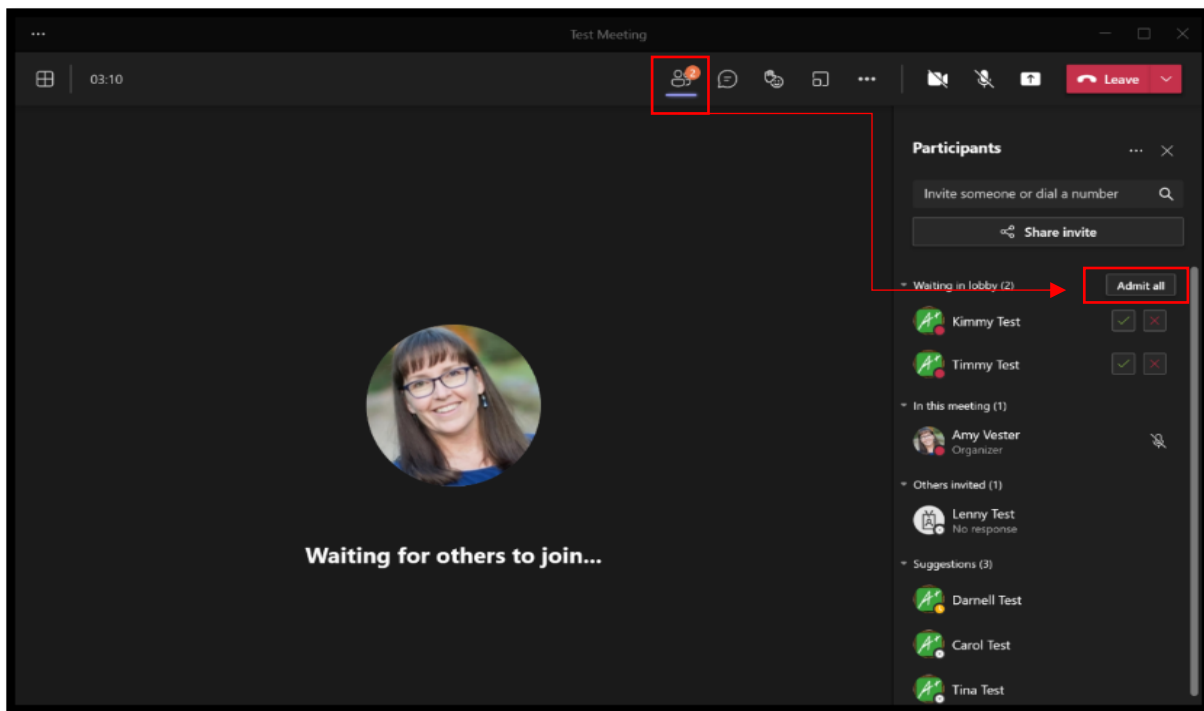 Test Meeting
03:10
2
Leave
Participants
Invite someone or dial a number
Share invite
Waiting in lobby (2)
Admit all
Kimmy Test
Timmy Test
In this meeting (1)
Amy Vester
Organizer
Others invited (1)
Lenny Test
No response
Suggestions (3)
Darnell Test
Carol Test
Tina Test
Waiting for others to join...